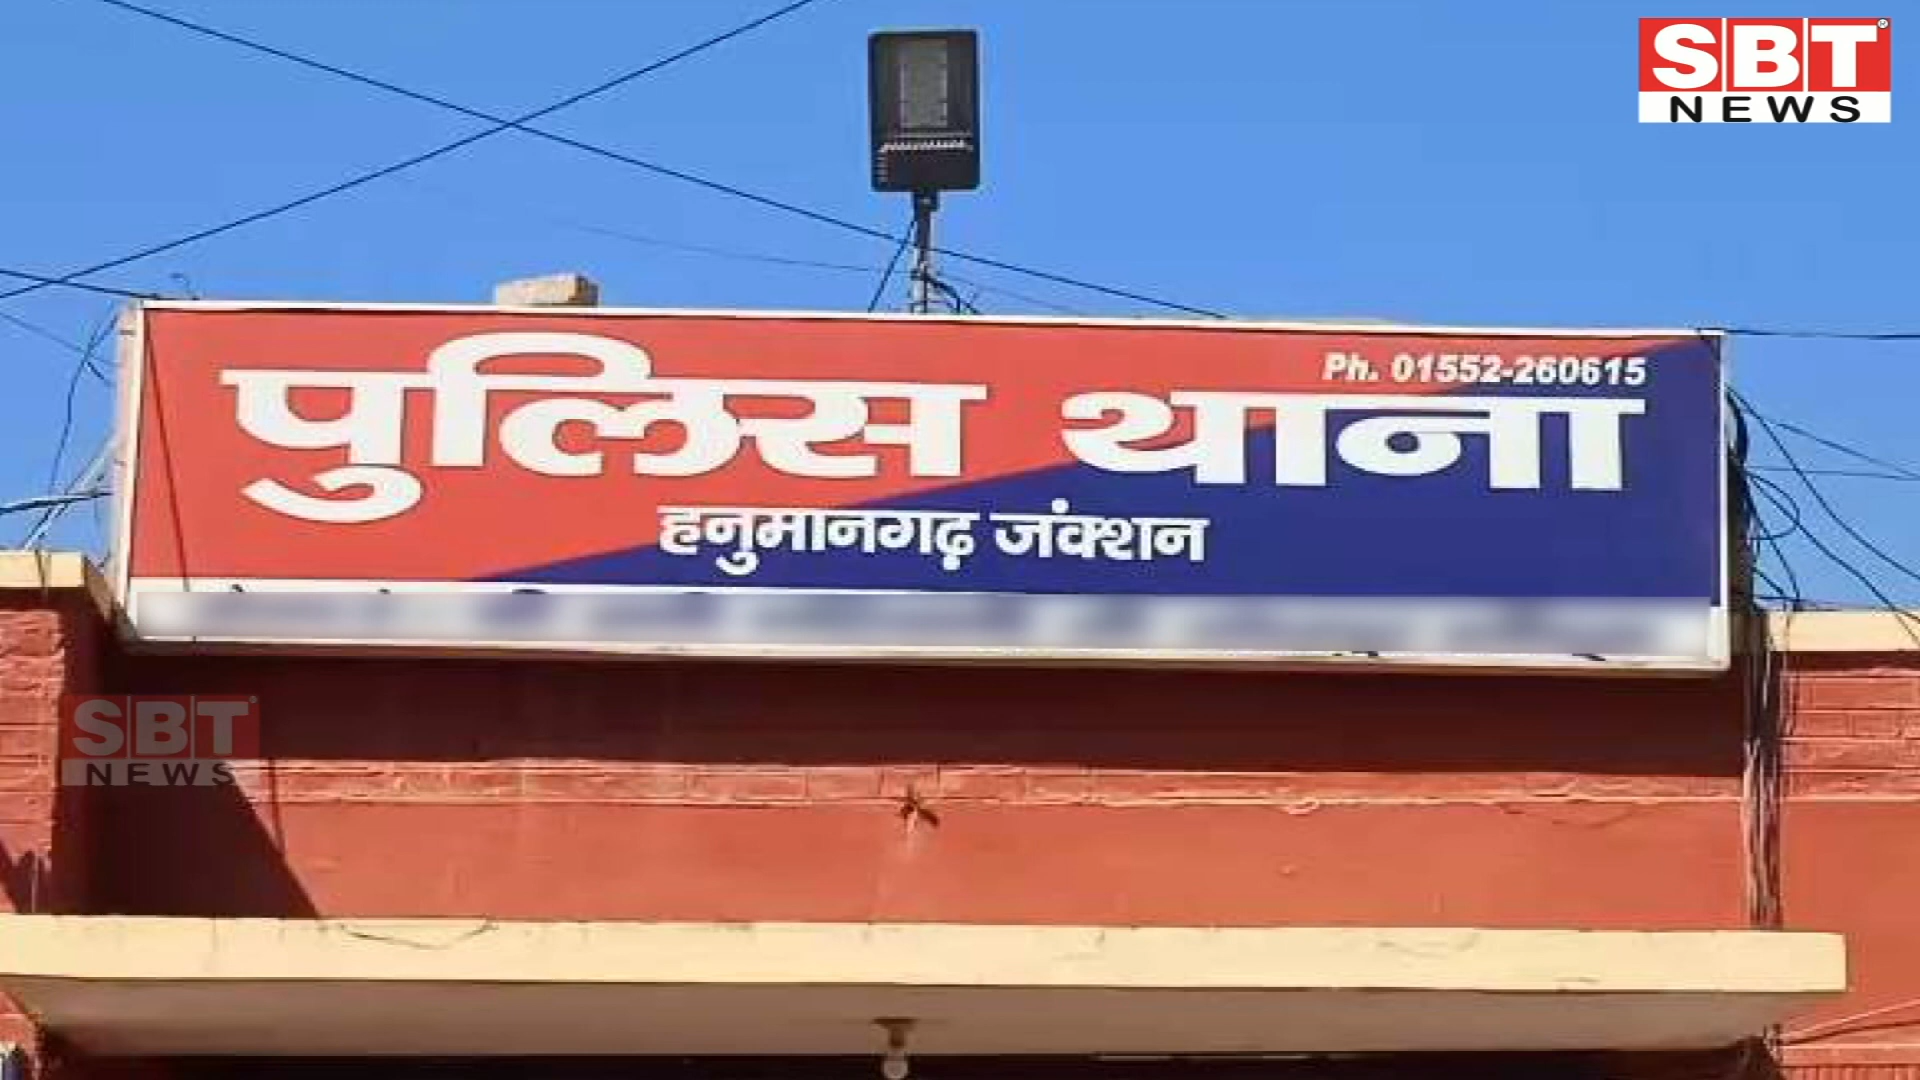 SBT
NEWS
Ph. 01552-260615
पुलिस थाना
हनुमानगढ़ जंक्शन
SBT
NEWS